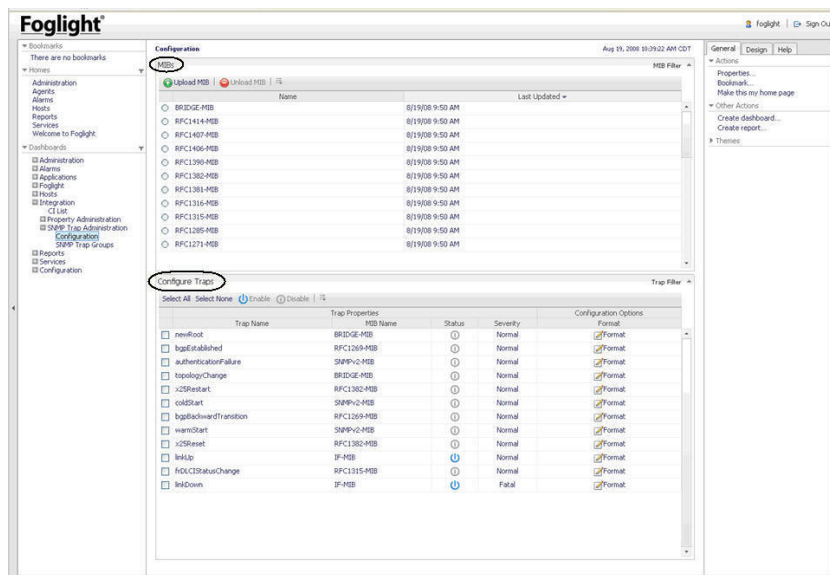 Foglight®
foglight | Sign Ou
Bookmarks
There are no bookmarks
Homes
Administration
Agents
Alarms
Hosts
Reports
Services
Welcome to Foglight
Dashboards
Administration
Alarms
Applications
Foglight
Hosts
Integration
CI List
Property Administration
SNMP Trap Administration
Configuration
SNMP Trap Groups
Reports
Services
Configuration
Configuration Aug 19, 2008 10:39:22 AM CDT
MIBs MIB Filter
Upload MIB | Unload MIB |
Name Last Updated
BRIDGE-MIB 8/19/08 9:50 AM
RFC1414-MIB 8/19/08 9:50 AM
RFC1407-MIB 8/19/08 9:50 AM
RFC1406-MIB 8/19/08 9:50 AM
RFC1398-MIB 8/19/08 9:50 AM
RFC1382-MIB 8/19/08 9:50 AM
RFC1381-MIB 8/19/08 9:50 AM
RFC1316-MIB 8/19/08 9:50 AM
RFC1315-MIB 8/19/08 9:50 AM
RFC1285-MIB 8/19/08 9:50 AM
RFC1271-MIB 8/19/08 9:50 AM
Configure Traps Trap Filter
Select All Select None Enable Disable |
Trap Properties Configuration Options
Trap Name MIB Name Status Severity Format
newRoot BRIDGE-MIB Normal Format
bgpEstablished RFC1269-MIB Normal Format
authenticationFailure SNMPv2-MIB Normal Format
topologyChange BRIDGE-MIB Normal Format
x25Restart RFC1382-MIB Normal Format
coldStart SNMPv2-MIB Normal Format
bgpBackwardTransition RFC1269-MIB Normal Format
warmStart SNMPv2-MIB Normal Format
x25Reset RFC1382-MIB Normal Format
linkUp IF-MIB Normal Format
frDLCIStatusChange RFC1315-MIB Normal Format
linkDown IF-MIB Fatal Format
General Design Help
Actions
Properties...
Bookmark...
Make this my home page
Other Actions
Create dashboard...
Create report...
Themes